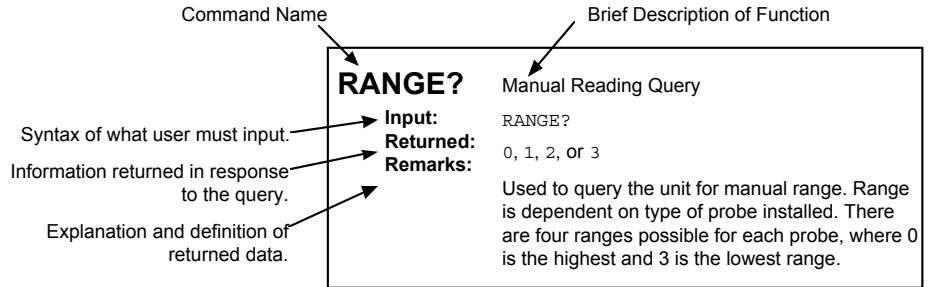 Command Name
Brief Description of Function
RANGE?
Manual Reading Query
Syntax of what user must input.
Input:
RANGE?
Information returned in response
to the query.
Returned:
0, 1, 2, or 3
Explanation and definition of
returned data.
Remarks:
Used to query the unit for manual range. Range
is dependent on type of probe installed. There
are four ranges possible for each probe, where 0
is the highest and 3 is the lowest range.